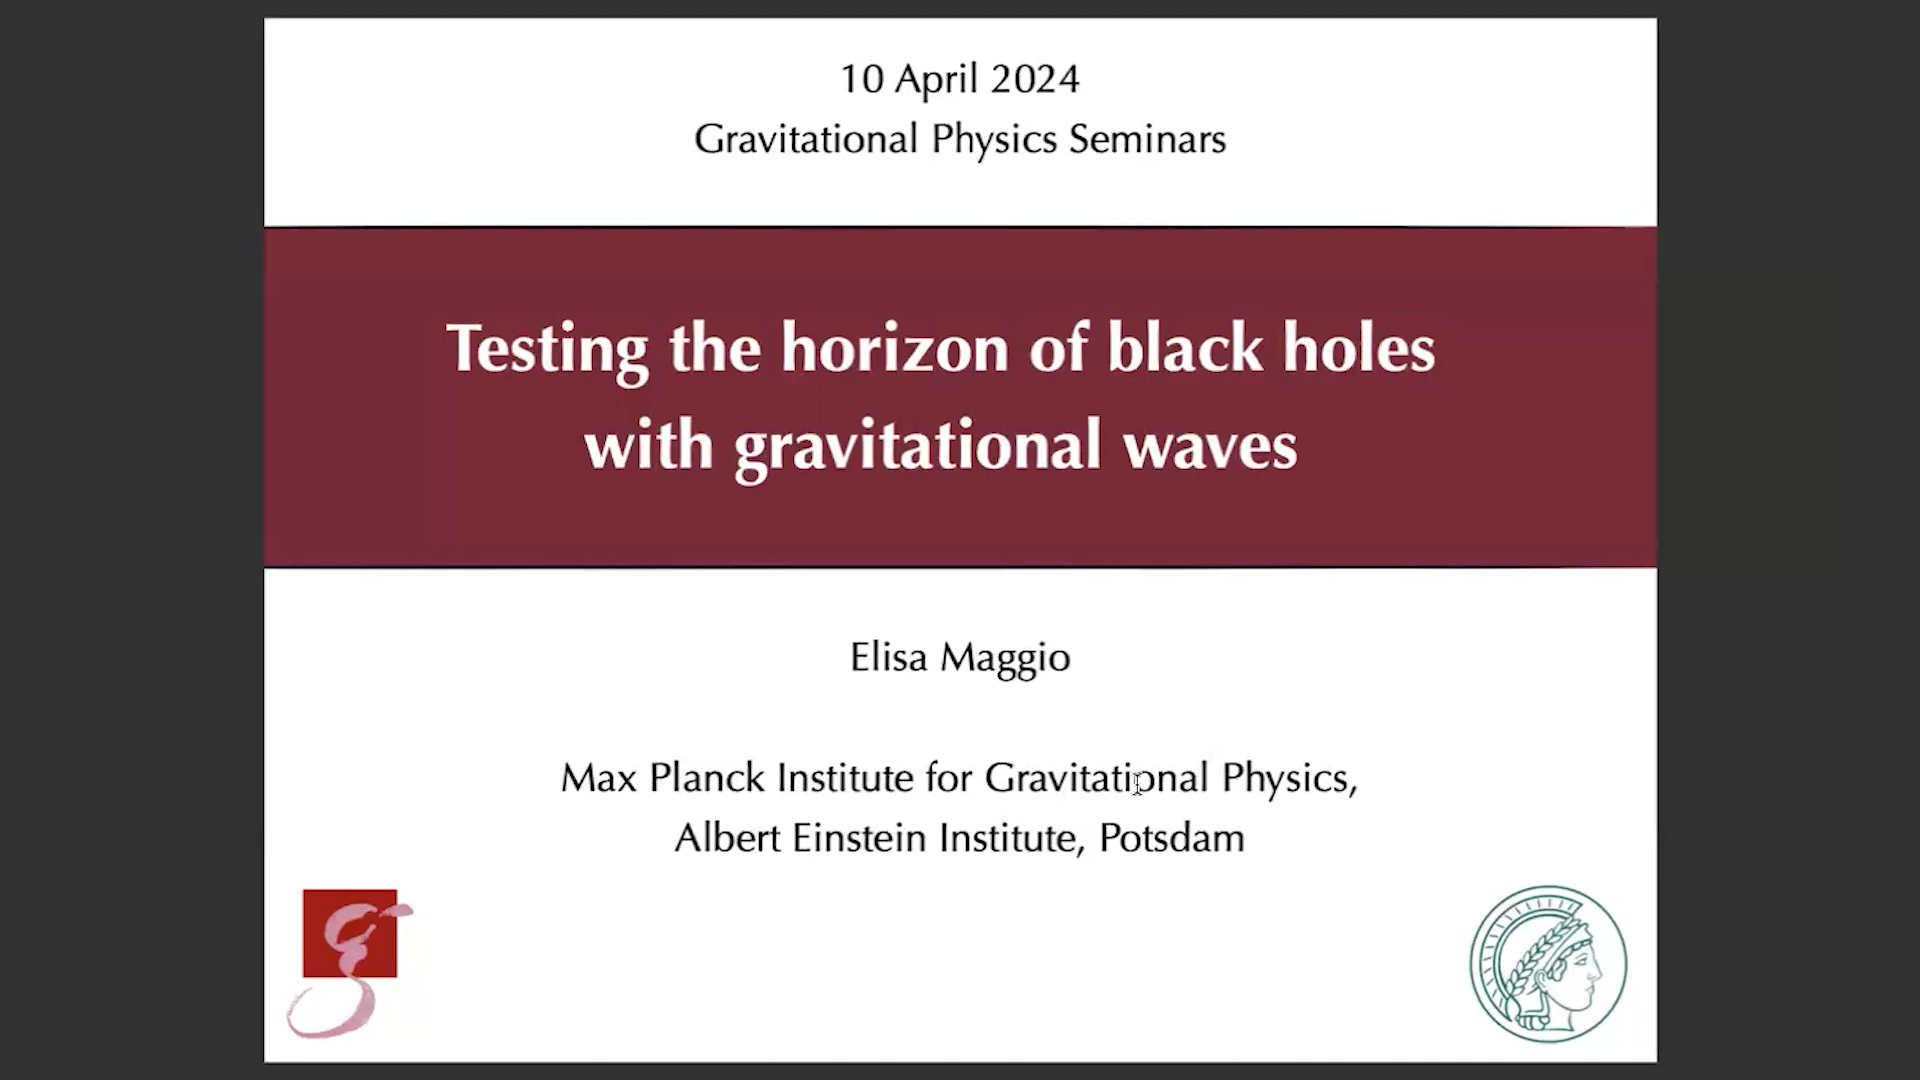 10 April 2024
Gravitational Physics Seminars
Testing the horizon of black holes
with gravitational waves
Elisa Maggio
Max Planck Institute for Gravitational Physics,
Albert Einstein Institute, Potsdam